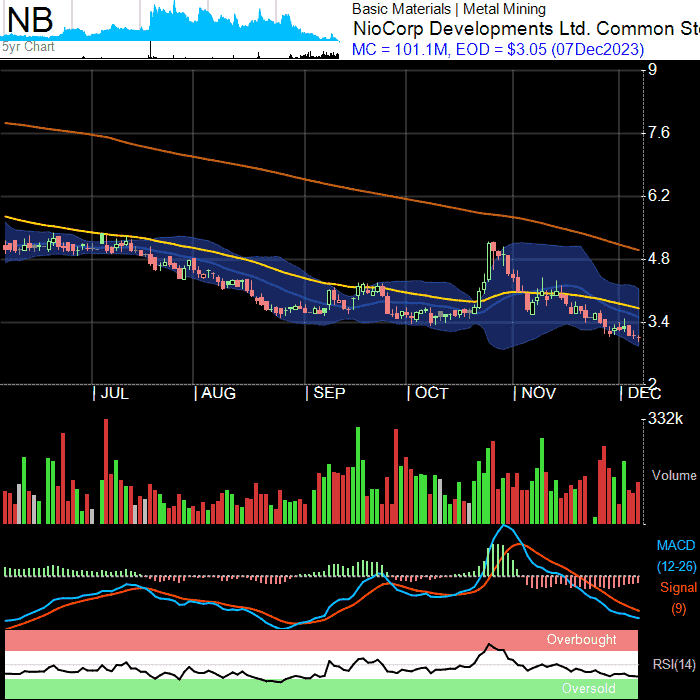 NB
5yr Chart
Basic Materials | Metal Mining
NioCorp Developments Ltd. Common Sto
MC = 101.1M, EOD = $3.05 (07Dec2023)
9
7.6
6.2
4.8
3.4
2
JUL AUG SEP OCT NOV DEC
332k
Volume
MACD
(12-26)
Signal
(9)
Overbought
RSI(14)
Oversold